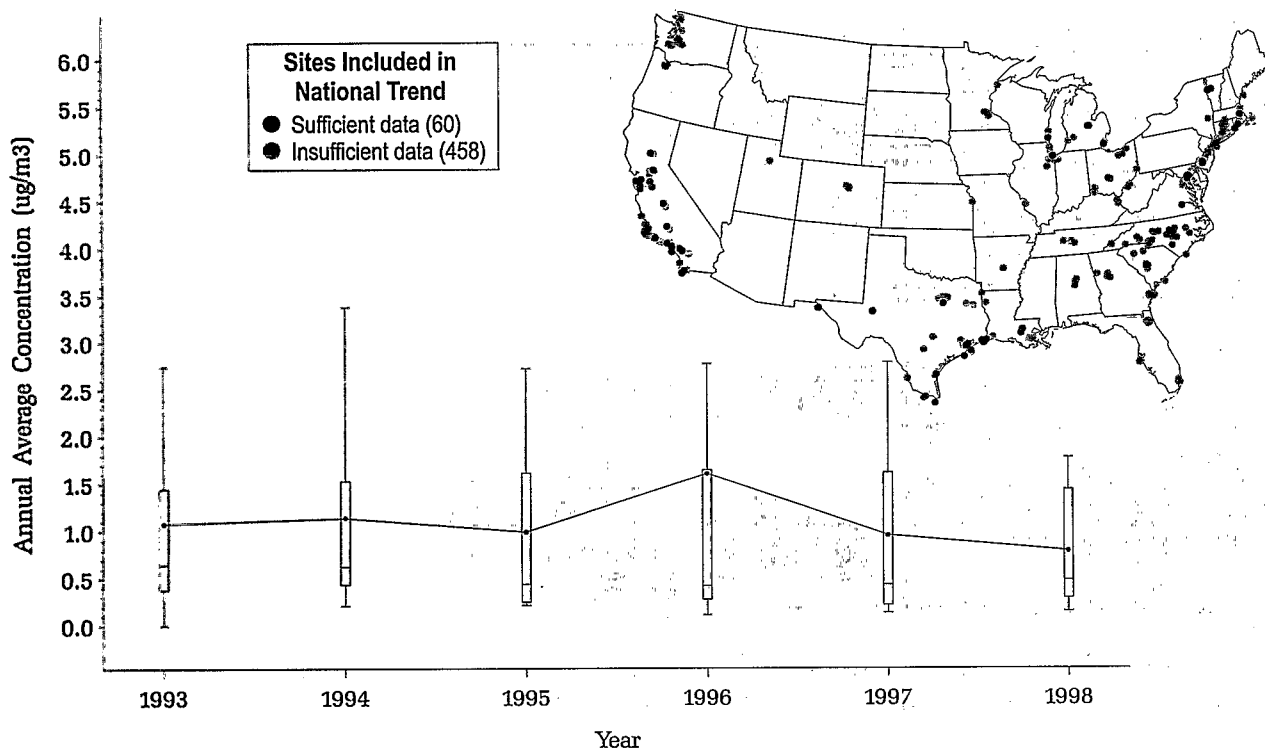 Sites Included in
National Trend
Sufficient data (60)
Insufficient data (458)
Annual Average Concentration (ug/m3)
6.0
5.5
5.0
4.5
4.0
3.5
3.0
2.5
2.0
1.5
1.0
0.5
0.0
1993 1994 1995 1996 1997 1998
Year